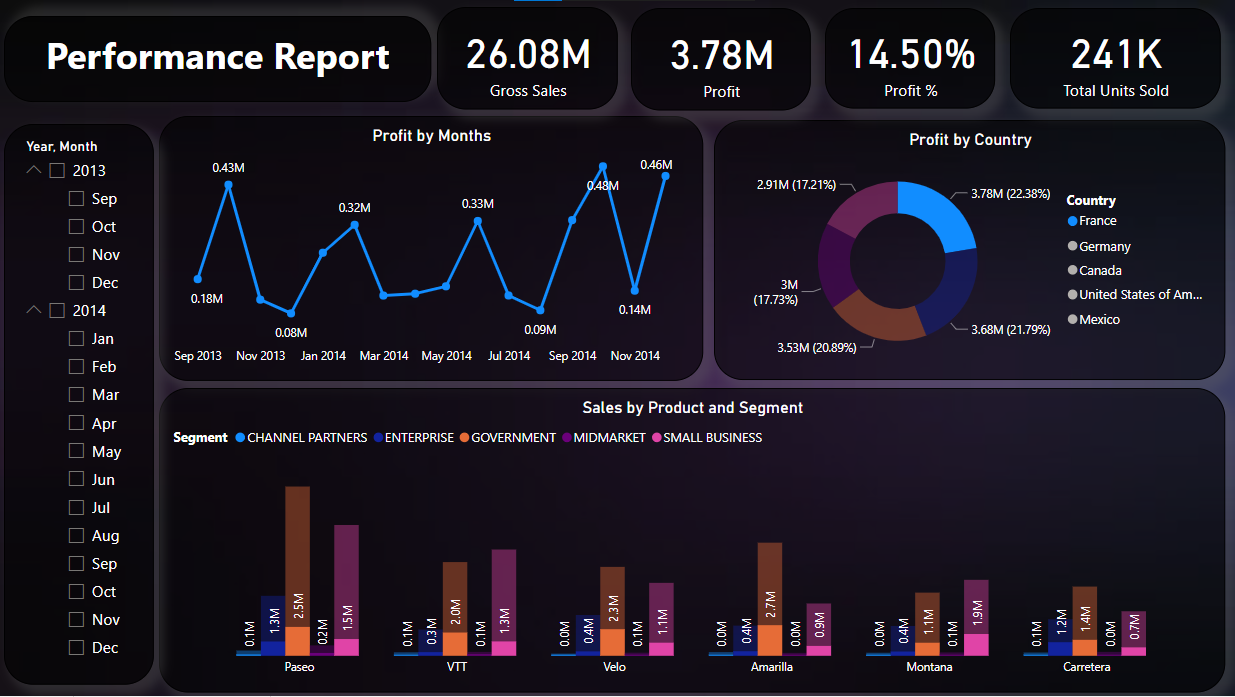 Performance Report
26.08M
Gross Sales
3.78M
Profit
14.50%
Profit %
241K
Total Units Sold
Year, Month
2013
Sep
Oct
Nov
Dec
2014
Jan
Feb
Mar
Apr
May
Jun
Jul
Aug
Sep
Oct
Nov
Dec
Profit by Months
0.18M
0.43M
0.08M
0.32M
0.33M
0.09M
0.48M
0.14M
0.46M
Sep 2013 Nov 2013 Jan 2014 Mar 2014 May 2014 Jul 2014 Sep 2014 Nov 2014
Profit by Country
2.91M (17.21%)
3.78M (22.38%)
3M
(17.73%)
3.53M (20.89%)
3.68M (21.79%)
Country
France
Germany
Canada
United States of Am...
Mexico
Sales by Product and Segment
Segment CHANNEL PARTNERS ENTERPRISE GOVERNMENT MIDMARKET SMALL BUSINESS
0.1M 1.3M 2.5M 0.2M 1.5M
0.1M 0.3M 2.0M 0.1M 1.3M
0.0M 0.4M 2.3M 0.1M 1.1M
0.0M 0.4M 2.7M 0.0M 0.9M
0.0M 0.4M 1.1M 0.1M 1.9M
0.1M 1.2M 1.4M 0.0M 0.7M
Paseo VTT Velo Amarilla Montana Carretera